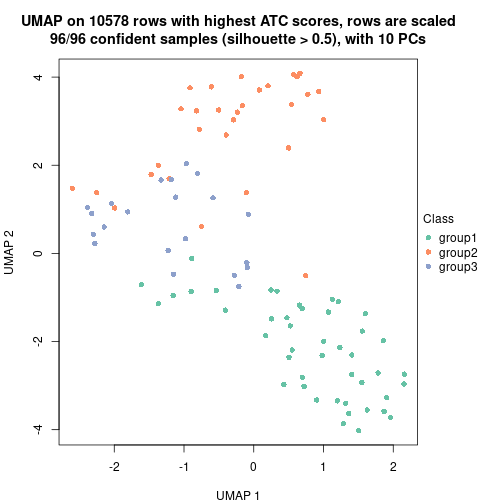 UMAP on 10578 rows with highest ATC scores, rows are scaled
96/96 confident samples (silhouette > 0.5), with 10 PCs
4
2
0
-2
-4
UMAP 2
-2
-1
0
1
2
UMAP 1
Class
group1
group2
group3